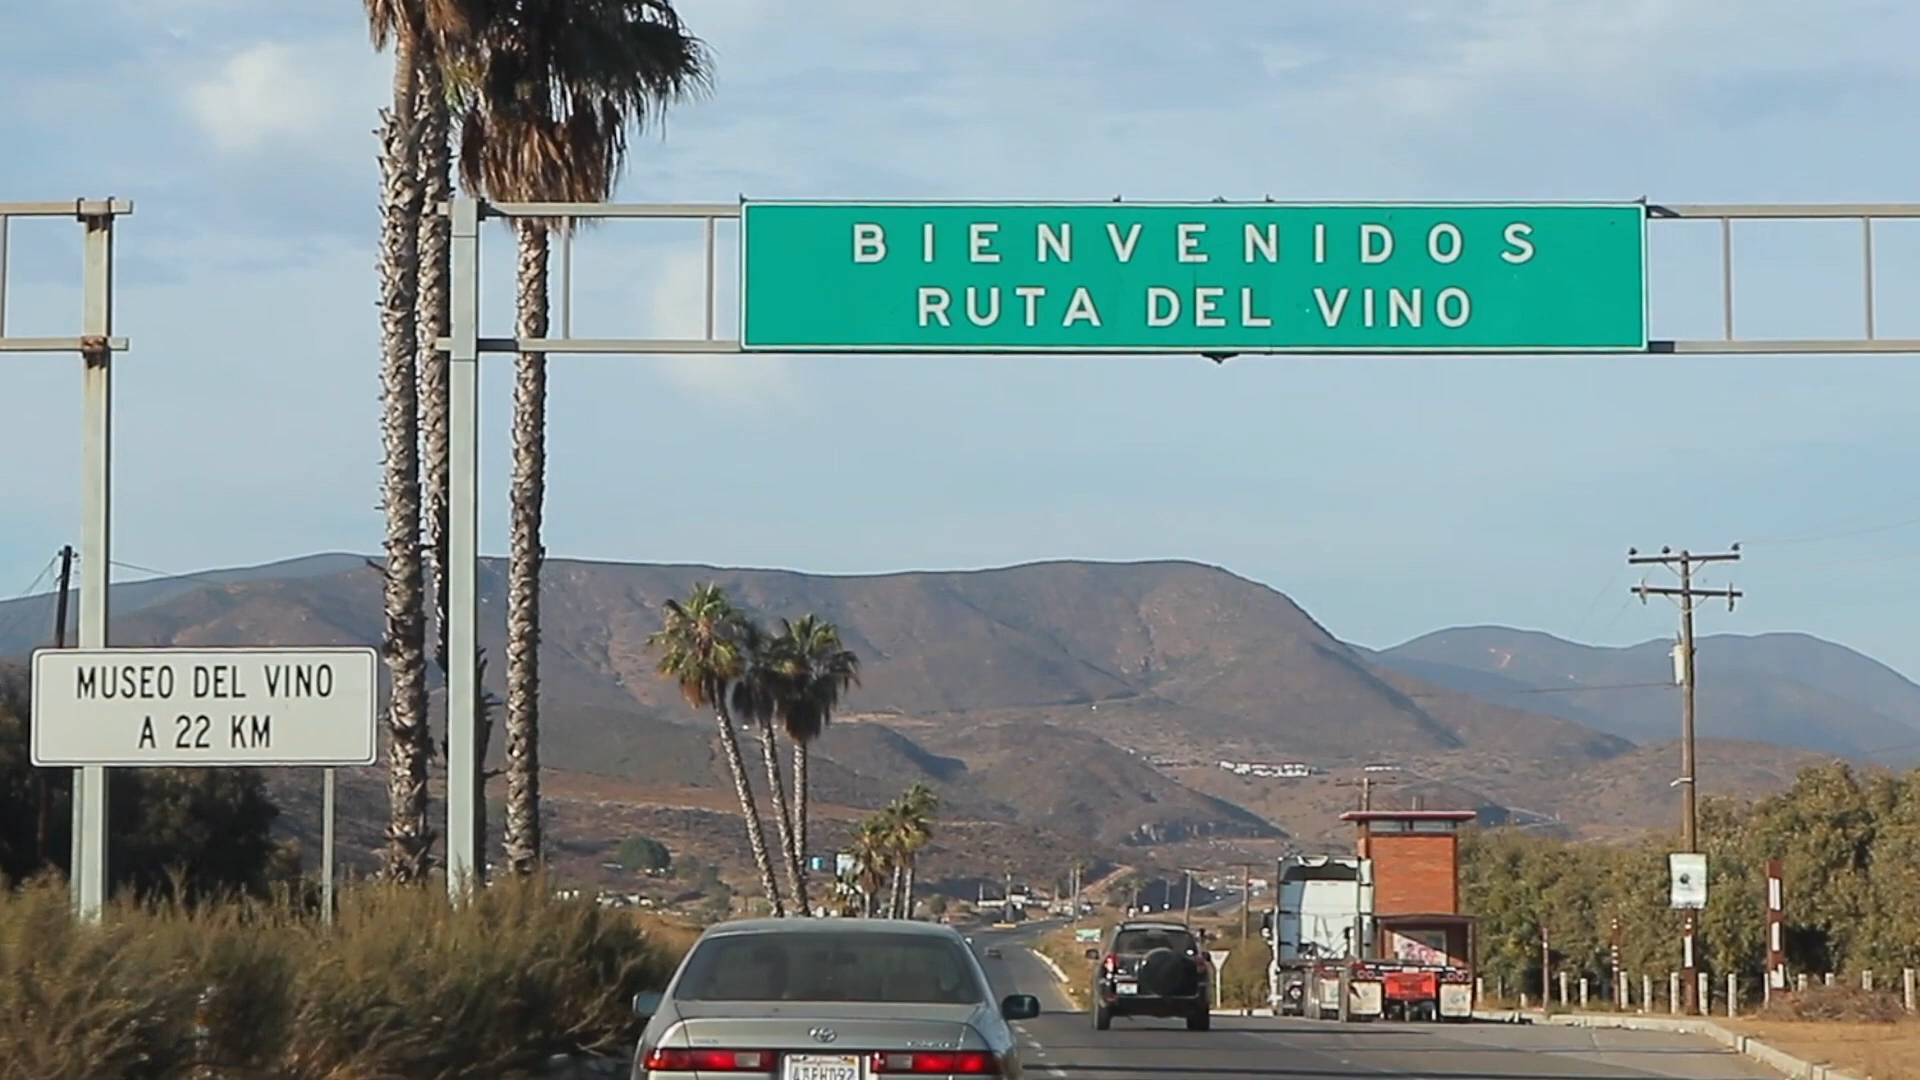 BIENVENIDOS
RUTA DEL VINO
MUSEO DEL VINO
A 22 KM